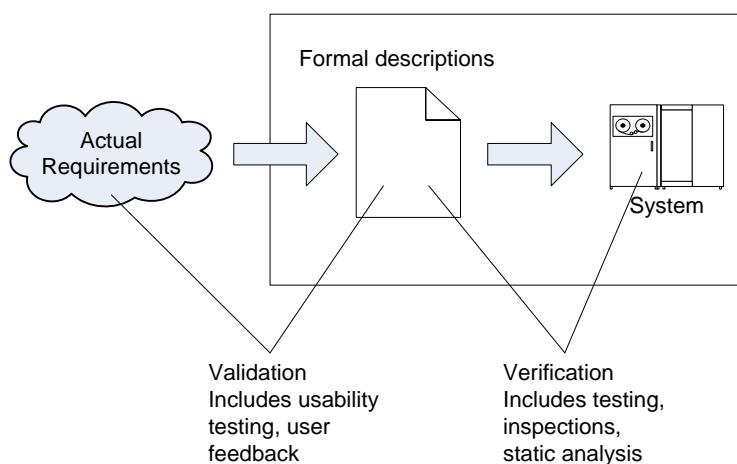 Formal descriptions
Actual
Requirements
System
Validation
Includes usability
testing, user
feedback
Verification
Includes testing,
inspections,
static analysis